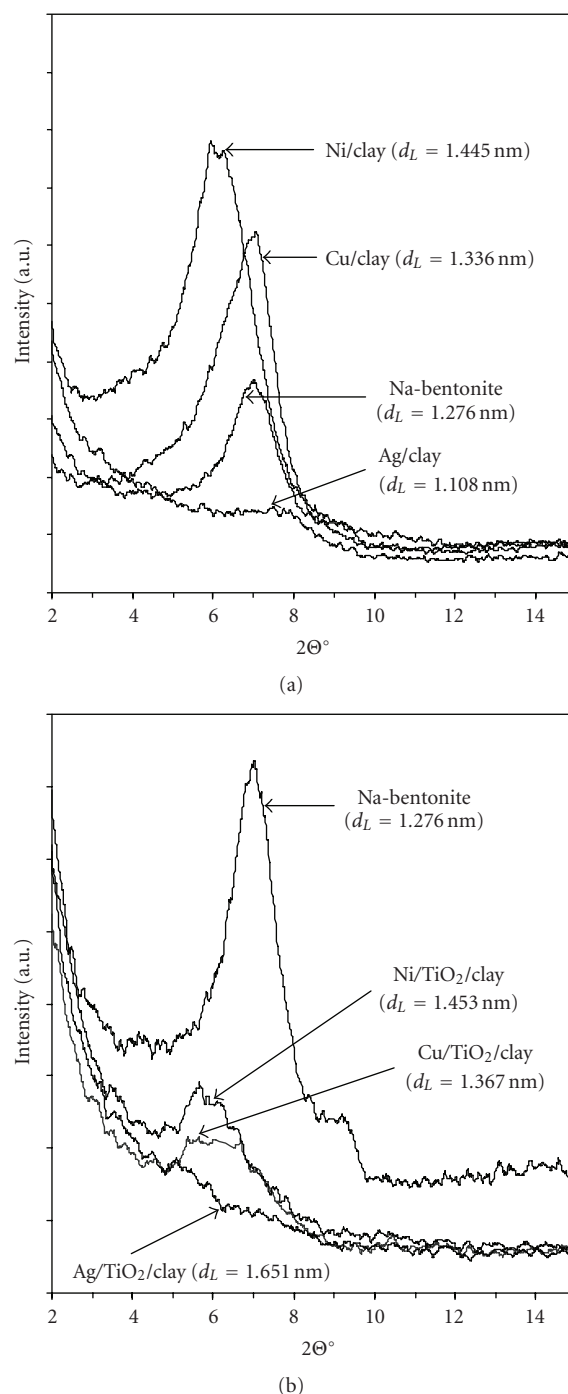 Ni/clay (d_L = 1.445 nm)
Cu/clay (d_L = 1.336 nm)
Na-bentonite
(d_L = 1.276 nm)
Ag/clay
(d_L = 1.108 nm)
Intensity (a.u.)
2 4 6 8 10 12 14
2Θ°
(a)
Na-bentonite
(d_L = 1.276 nm)
Ni/TiO₂/clay
(d_L = 1.453 nm)
Cu/TiO₂/clay
(d_L = 1.367 nm)
Ag/TiO₂/clay (d_L = 1.651 nm)
Intensity (a.u.)
2 4 6 8 10 12 14
2Θ°
(b)